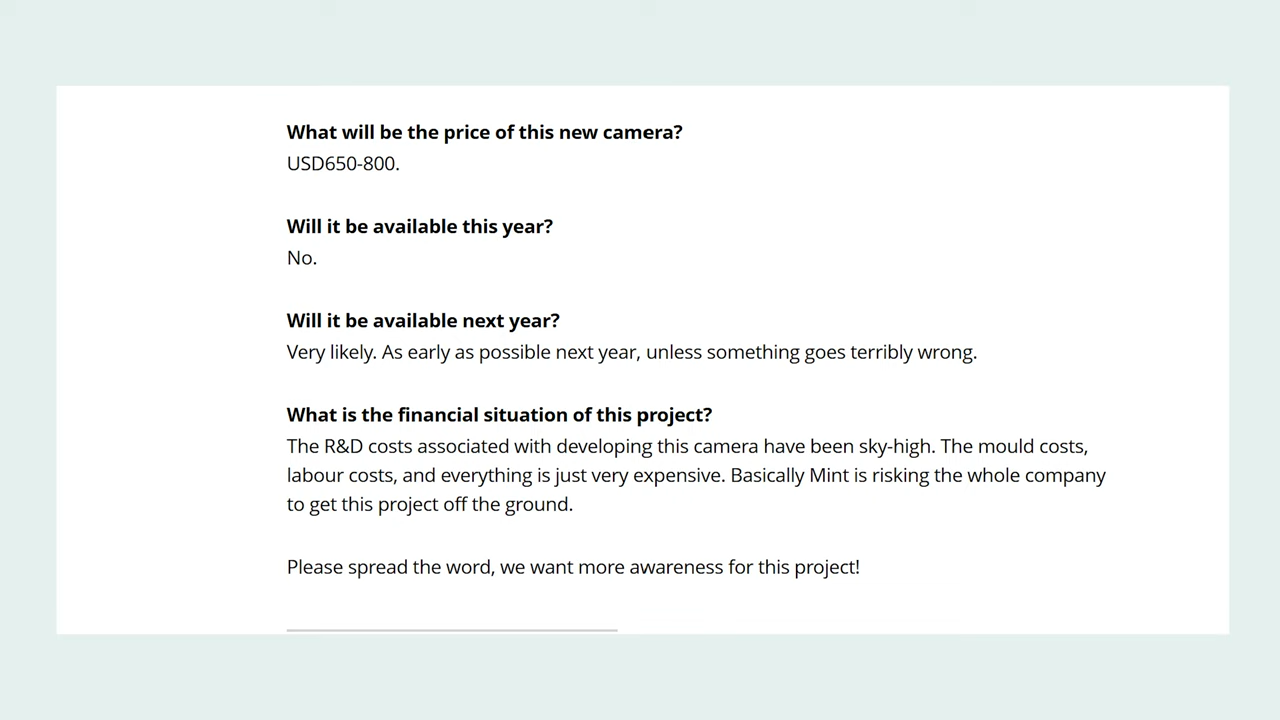 What will be the price of this new camera?
USD650-800.
Will it be available this year?
No.
Will it be available next year?
Very likely. As early as possible next year, unless something goes terribly wrong.
What is the financial situation of this project?
The R&D costs associated with developing this camera have been sky-high. The mould costs,
labour costs, and everything is just very expensive. Basically Mint is risking the whole company
to get this project off the ground.
Please spread the word, we want more awareness for this project!